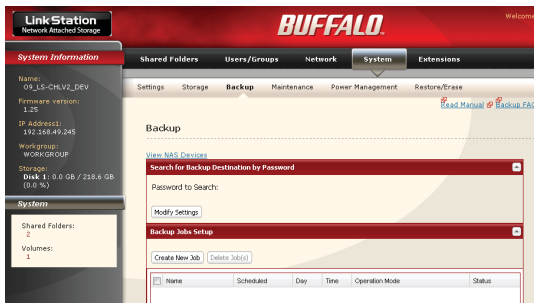 LinkStation
Network Attached Storage
BUFFALO
Welcome
System Information
Shared Folders Users/Groups Network System Extensions
Name:
09_LS-CHLV2_DEV
Settings Storage Backup Maintenance Power Management Restore/Erase
Firmware version:
1.25
Read Manual Backup FAQ
IP Address1:
192.168.49.245
Backup
Workgroup:
WORKGROUP
View NAS Devices
Storage:
Disk 1: 0.0 GB / 218.6 GB
(0.0 %)
Search for Backup Destination by Password
Password to Search:
System
Modify Settings
Shared Folders:
2
Volumes:
1
Backup Jobs Setup
Create New Job Delete Job(s)
Name Scheduled Day Time Operation Mode Status